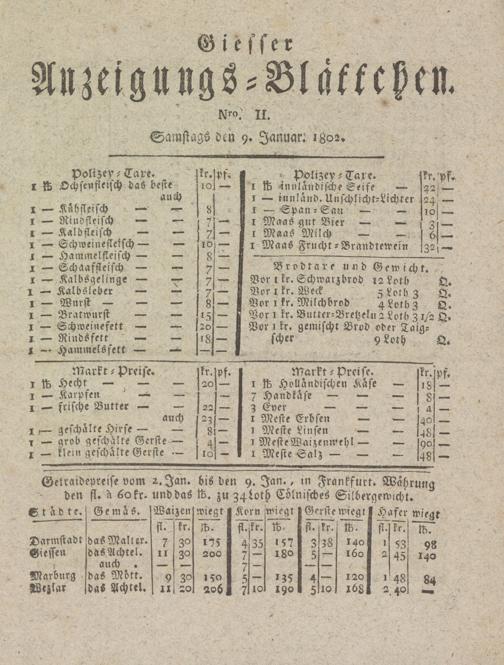 Giesser
Anzeigungs-Blättchen.
Nro. II.
Samstags den 9. Januar. 1802.
Polizey-Taxe. kr. pf.
1 ℔ Ochsenfleisch das beste 10 —
auch
1 — Kühfleisch — — 8 —
1 — Rindfleisch — — 7 —
1 — Kalbfleisch — — 7 —
1 — Schweinefleisch — — 10 —
1 — Hammelfleisch — — 8 —
1 — Schaaffleisch — — 7 —
1 — Kalbsgelinge — — 7 —
1 — Kalbsleber — — 7 —
1 — Wurst — — 8 —
1 — Bratwurst — — 15 —
1 — Schweinefett — — 20 —
1 — Rindsfett — — 18 —
1 — Hammelsfett — — — —
Polizey-Taxe. kr. pf.
1 ℔ innländische Seife — 22 —
1 — innländ. Unschlicht-Lichter 24 —
1 — Span-Sau — — 10 —
1 Maas gut Bier — — 3 —
1 Maas Milch — — 6 —
1 Maas Frucht-Brandtewein 32 —
Brodtaxe und Gewicht.
Vor 1 kr. Schwarzbrod 12 Loth Q.
Vor 1 kr. Weck 5 Loth 3 Q.
Vor 1 kr. Milchbrod 4 Loth 3 Q.
Vor 1 kr. Butter-Bretzeln 2 Loth 3 1/2 Q.
Vor 1 kr. gemischt Brod oder Taig-
scher 9 Loth Q.
Markt-Preise. kr. pf.
1 ℔ Hecht — — 20 —
1 — Karpfen — —
1 — frische Butter — — 22 —
auch 23 —
1 — geschälte Hirse — — 8 —
1 — grob geschälte Gerste — 4 —
1 — klein geschälte Gerste — 10 —
Markt-Preise. kr. pf.
1 ℔ Holländischen Käse 18 —
7 Handkäse — — 8 —
3 Eyer — — 4 —
1 Meste Erbsen — 40 —
1 Meste Linsen — 48 —
1 Meste Waizenmehl — 90 —
1 Meste Salz — — 48 —
Getraidepreise vom 2. Jan. bis den 9. Jan., in Frankfurt. Währung
den fl. à 60 kr. und das ℔. zu 34 Loth Cölnisches Silbergewicht.
Städte. Gemäs. Waizen wiegt Korn wiegt Gerste wiegt Hafer wiegt
fl. kr. ℔. fl. kr. ℔. fl. kr. ℔. fl. kr. ℔.
Darmstadt das Malter. 7 30 175 4 35 157 3 38 140 1 53 98
Giessen das Achtel. 11 30 200 7 — 180 5 — 160 2 45 140
auch — 7 —
Marburg das Mött. 9 30 150 5 — 135 4 — 120 1 48 84
Wezlar das Achtel. 11 20 206 7 10 190 5 10 168 2 40 —